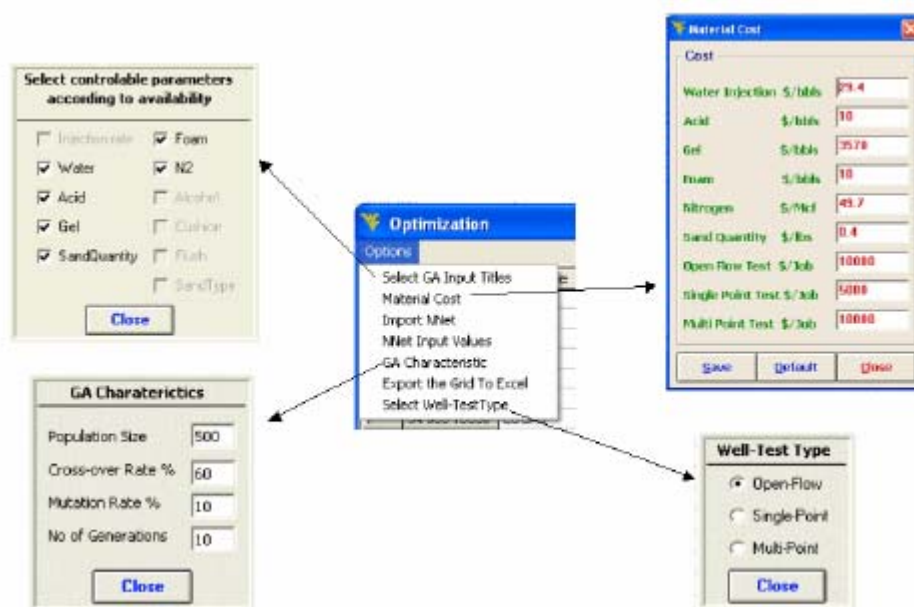 Select controlable parameters
according to availability
Injection rate
Foam
Water
N2
Acid
Alcohol
Gel
Cushion
SandQuantity
Flush
SandType
Close
Material Cost
Cost
Water Injection $/bbls 29.4
Acid $/bbls 10
Gel $/bbls 3570
Foam $/bbls 10
Nitrogen $/Mcf 49.7
Sand Quantity $/lbs 0.4
Open Flow Test $/Job 10000
Single Point Test $/Job 5000
Multi Point Test $/Job 10000
Save Default Close
Optimization
Options
Select GA Input Titles
Material Cost
Import NNet
NNet Input Values
GA Characteristic
Export the Grid To Excel
Select Well-TestType
GA Charaterictics
Population Size 500
Cross-over Rate % 60
Mutation Rate % 10
No of Generations 10
Close
Well-Test Type
Open-Flow
Single-Point
Multi-Point
Close